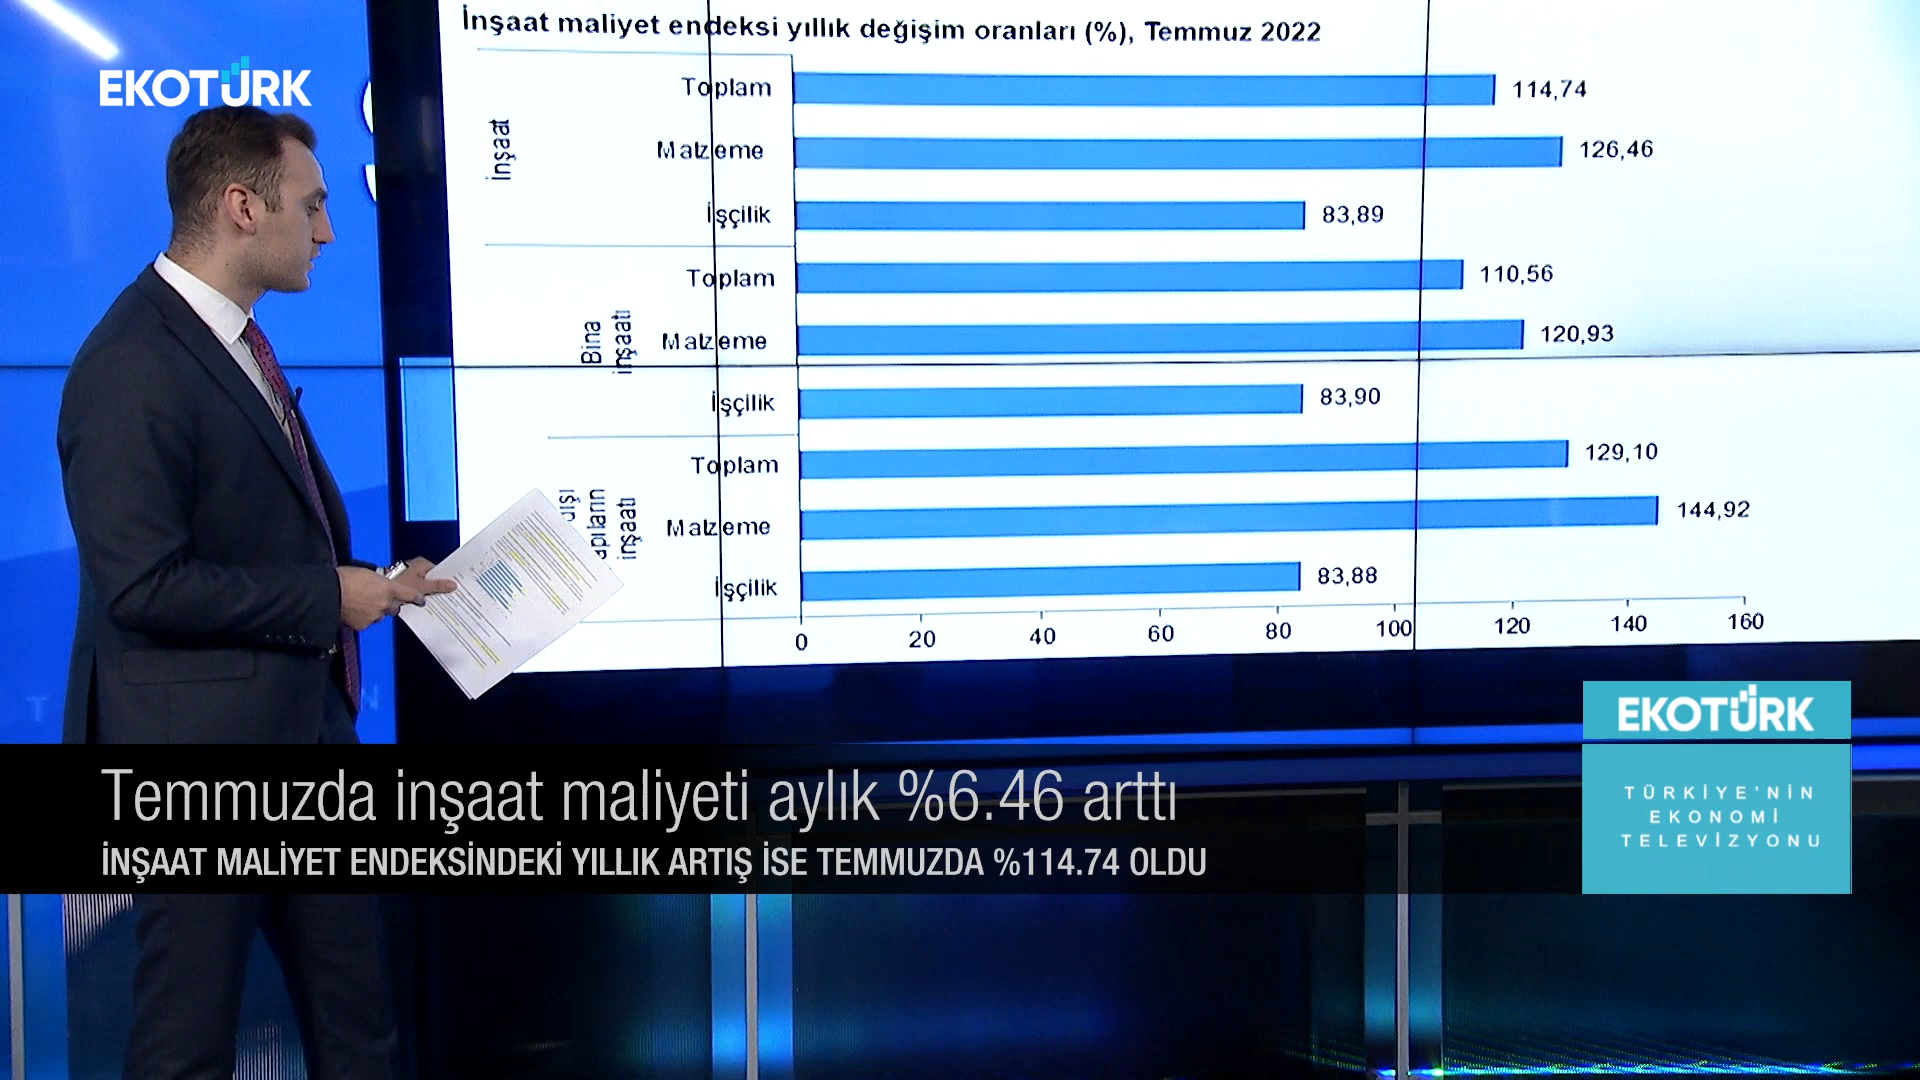 İnşaat maliyet endeksi yıllık değişim oranları (%), Temmuz 2022
EKOTÜRK
İnşaat
Toplam 114,74
Malzeme 126,46
İşçilik 83,89
Bina
inşaatı
Toplam 110,56
Malzeme 120,93
İşçilik 83,90
inşaatı
Toplam 129,10
Malzeme 144,92
İşçilik 83,88
0 20 40 60 80 100 120 140 160
EKOTÜRK
TÜRKİYE'NİN
EKONOMİ
TELEVİZYONU
Temmuzda inşaat maliyeti aylık %6.46 arttı
İNŞAAT MALİYET ENDEKSİNDEKİ YILLIK ARTIŞ İSE TEMMUZDA %114.74 OLDU